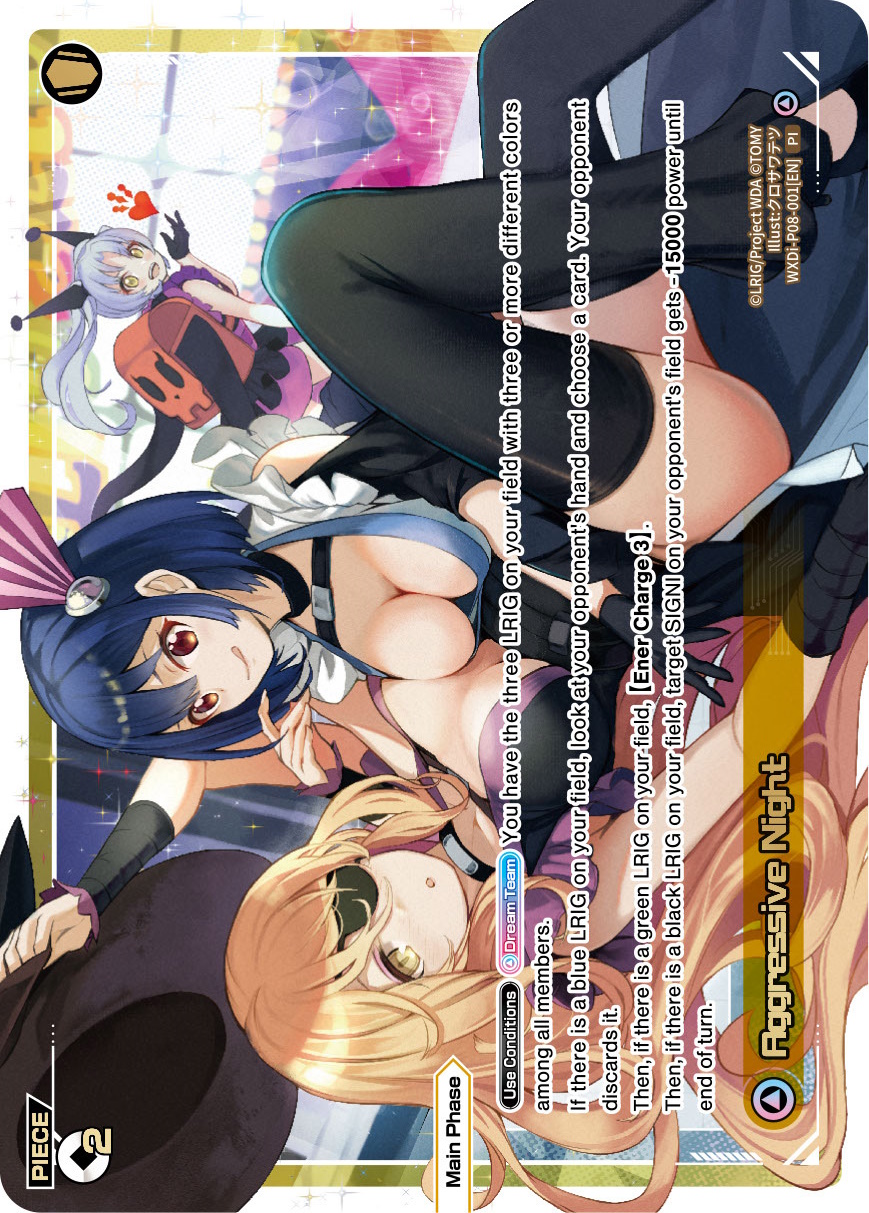 PIECE
2
Main Phase
Use Conditions Dream Team You have the three LRIG on your field with three or more different colors
among all members.
If there is a blue LRIG on your field, look at your opponent's hand and choose a card. Your opponent
discards it.
Then, if there is a green LRIG on your field, [Ener Charge 3].
Then, if there is a black LRIG on your field, target SIGNI on your opponent's field gets -15000 power until
end of turn.
Aggressive Night
©LRIG/Project WDA ©TOMY
Illust:クロサワテツ
WXDi-P08-001[EN] PI